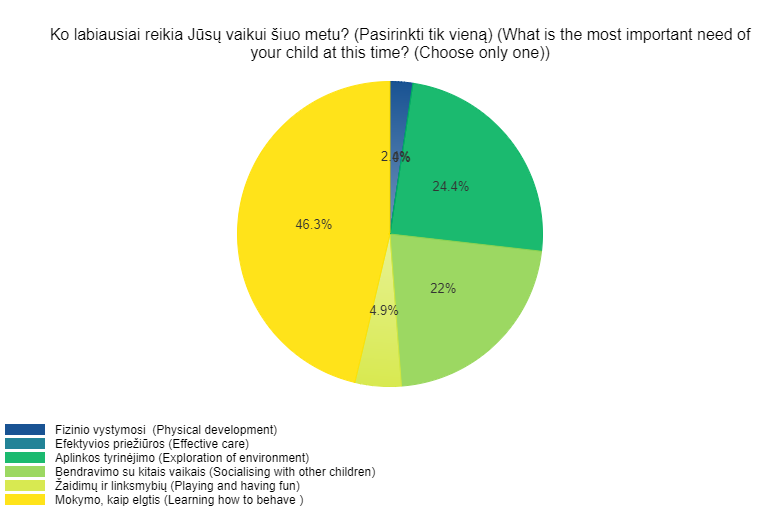 Ko labiausiai reikia Jūsų vaikui šiuo metu? (Pasirinkti tik vieną) (What is the most important need of
your child at this time? (Choose only one))
24.4%
46.3%
22%
4.9%
Fizinio vystymosi (Physical development)
Efektyvios priežiūros (Effective care)
Aplinkos tyrinėjimo (Exploration of environment)
Bendravimo su kitais vaikais (Socialising with other children)
Žaidimų ir linksmybių (Playing and having fun)
Mokymo, kaip elgtis (Learning how to behave )